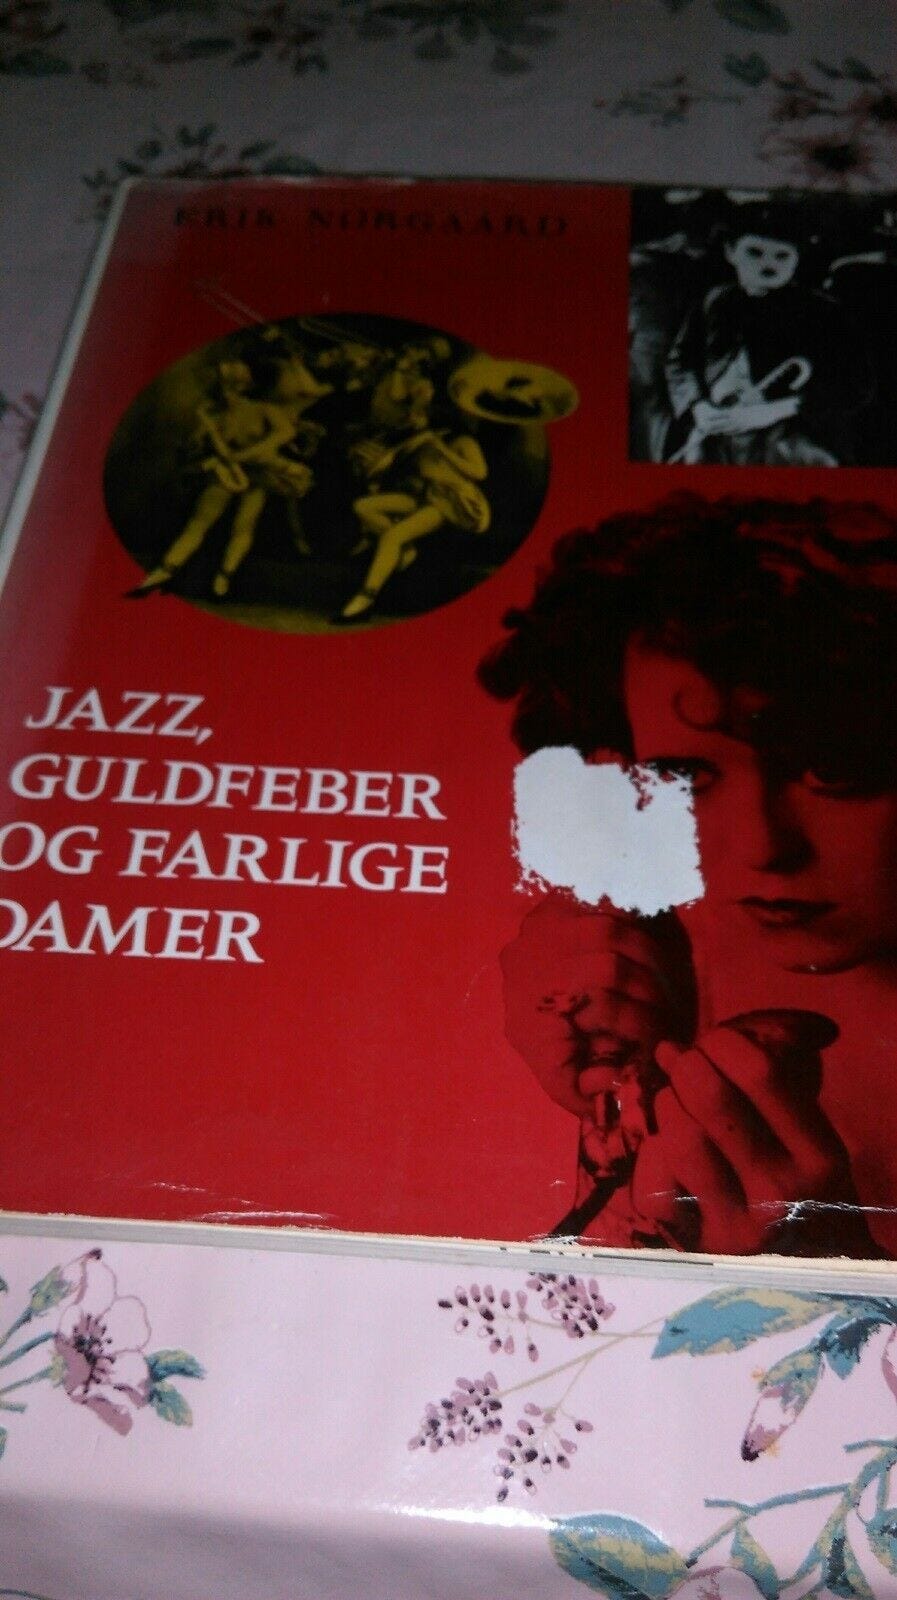 ERIK NØRGAARD
JAZZ,
GULDFEBER
OG FARLIGE
DAMER